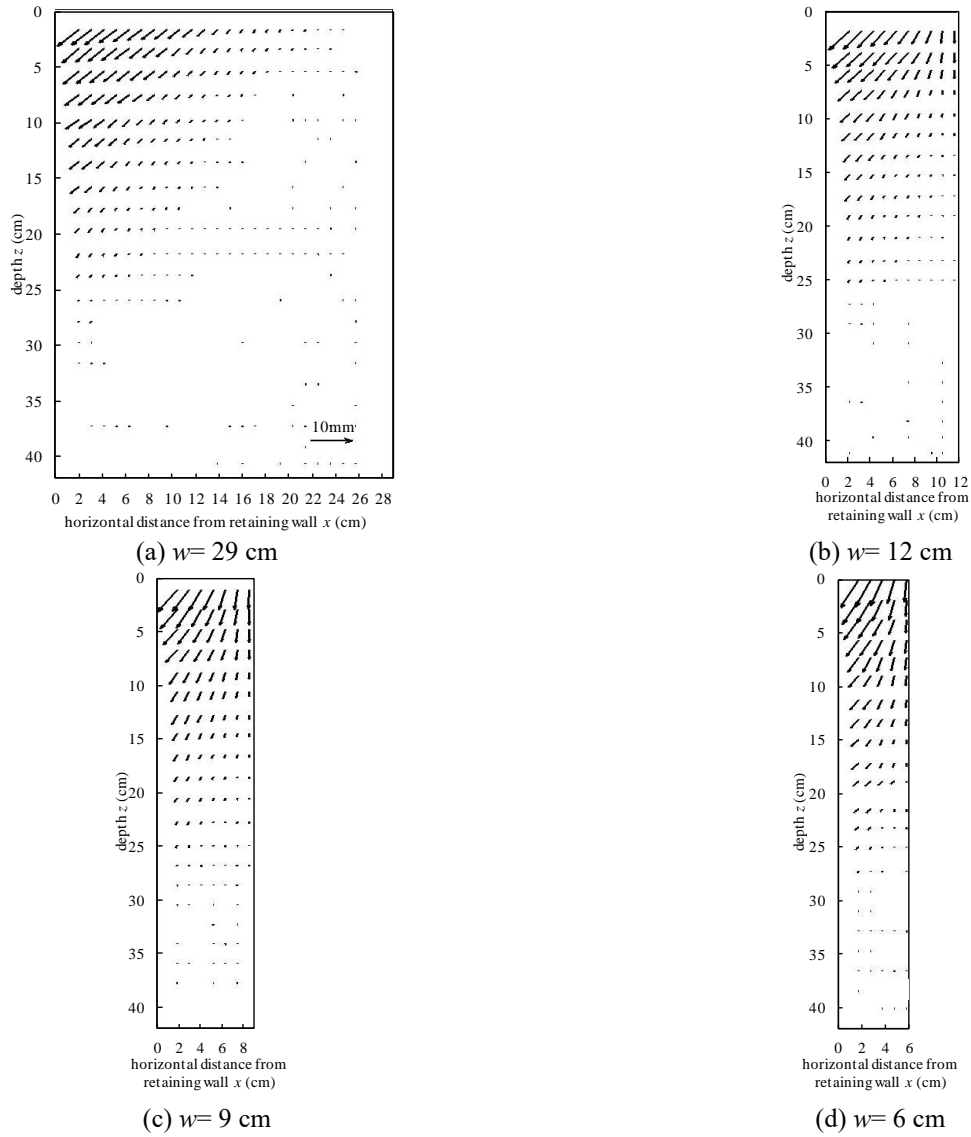 0
5
10
15
20
25
30
35
40
depth z (cm)
10mm
0 2 4 6 8 10 12 14 16 18 20 22 24 26 28
horizontal distance from retaining wall x (cm)
(a) w= 29 cm
0
5
10
15
20
25
30
35
40
depth z (cm)
0 2 4 6 8 10 12
horizontal distance from
retaining wall x (cm)
(b) w= 12 cm
0
5
10
15
20
25
30
35
40
depth z (cm)
0 2 4 6 8
horizontal distance from
retaining wall x (cm)
(c) w= 9 cm
0
5
10
15
20
25
30
35
40
depth z (cm)
0 2 4 6
horizontal distance from
retaining wall x (cm)
(d) w= 6 cm